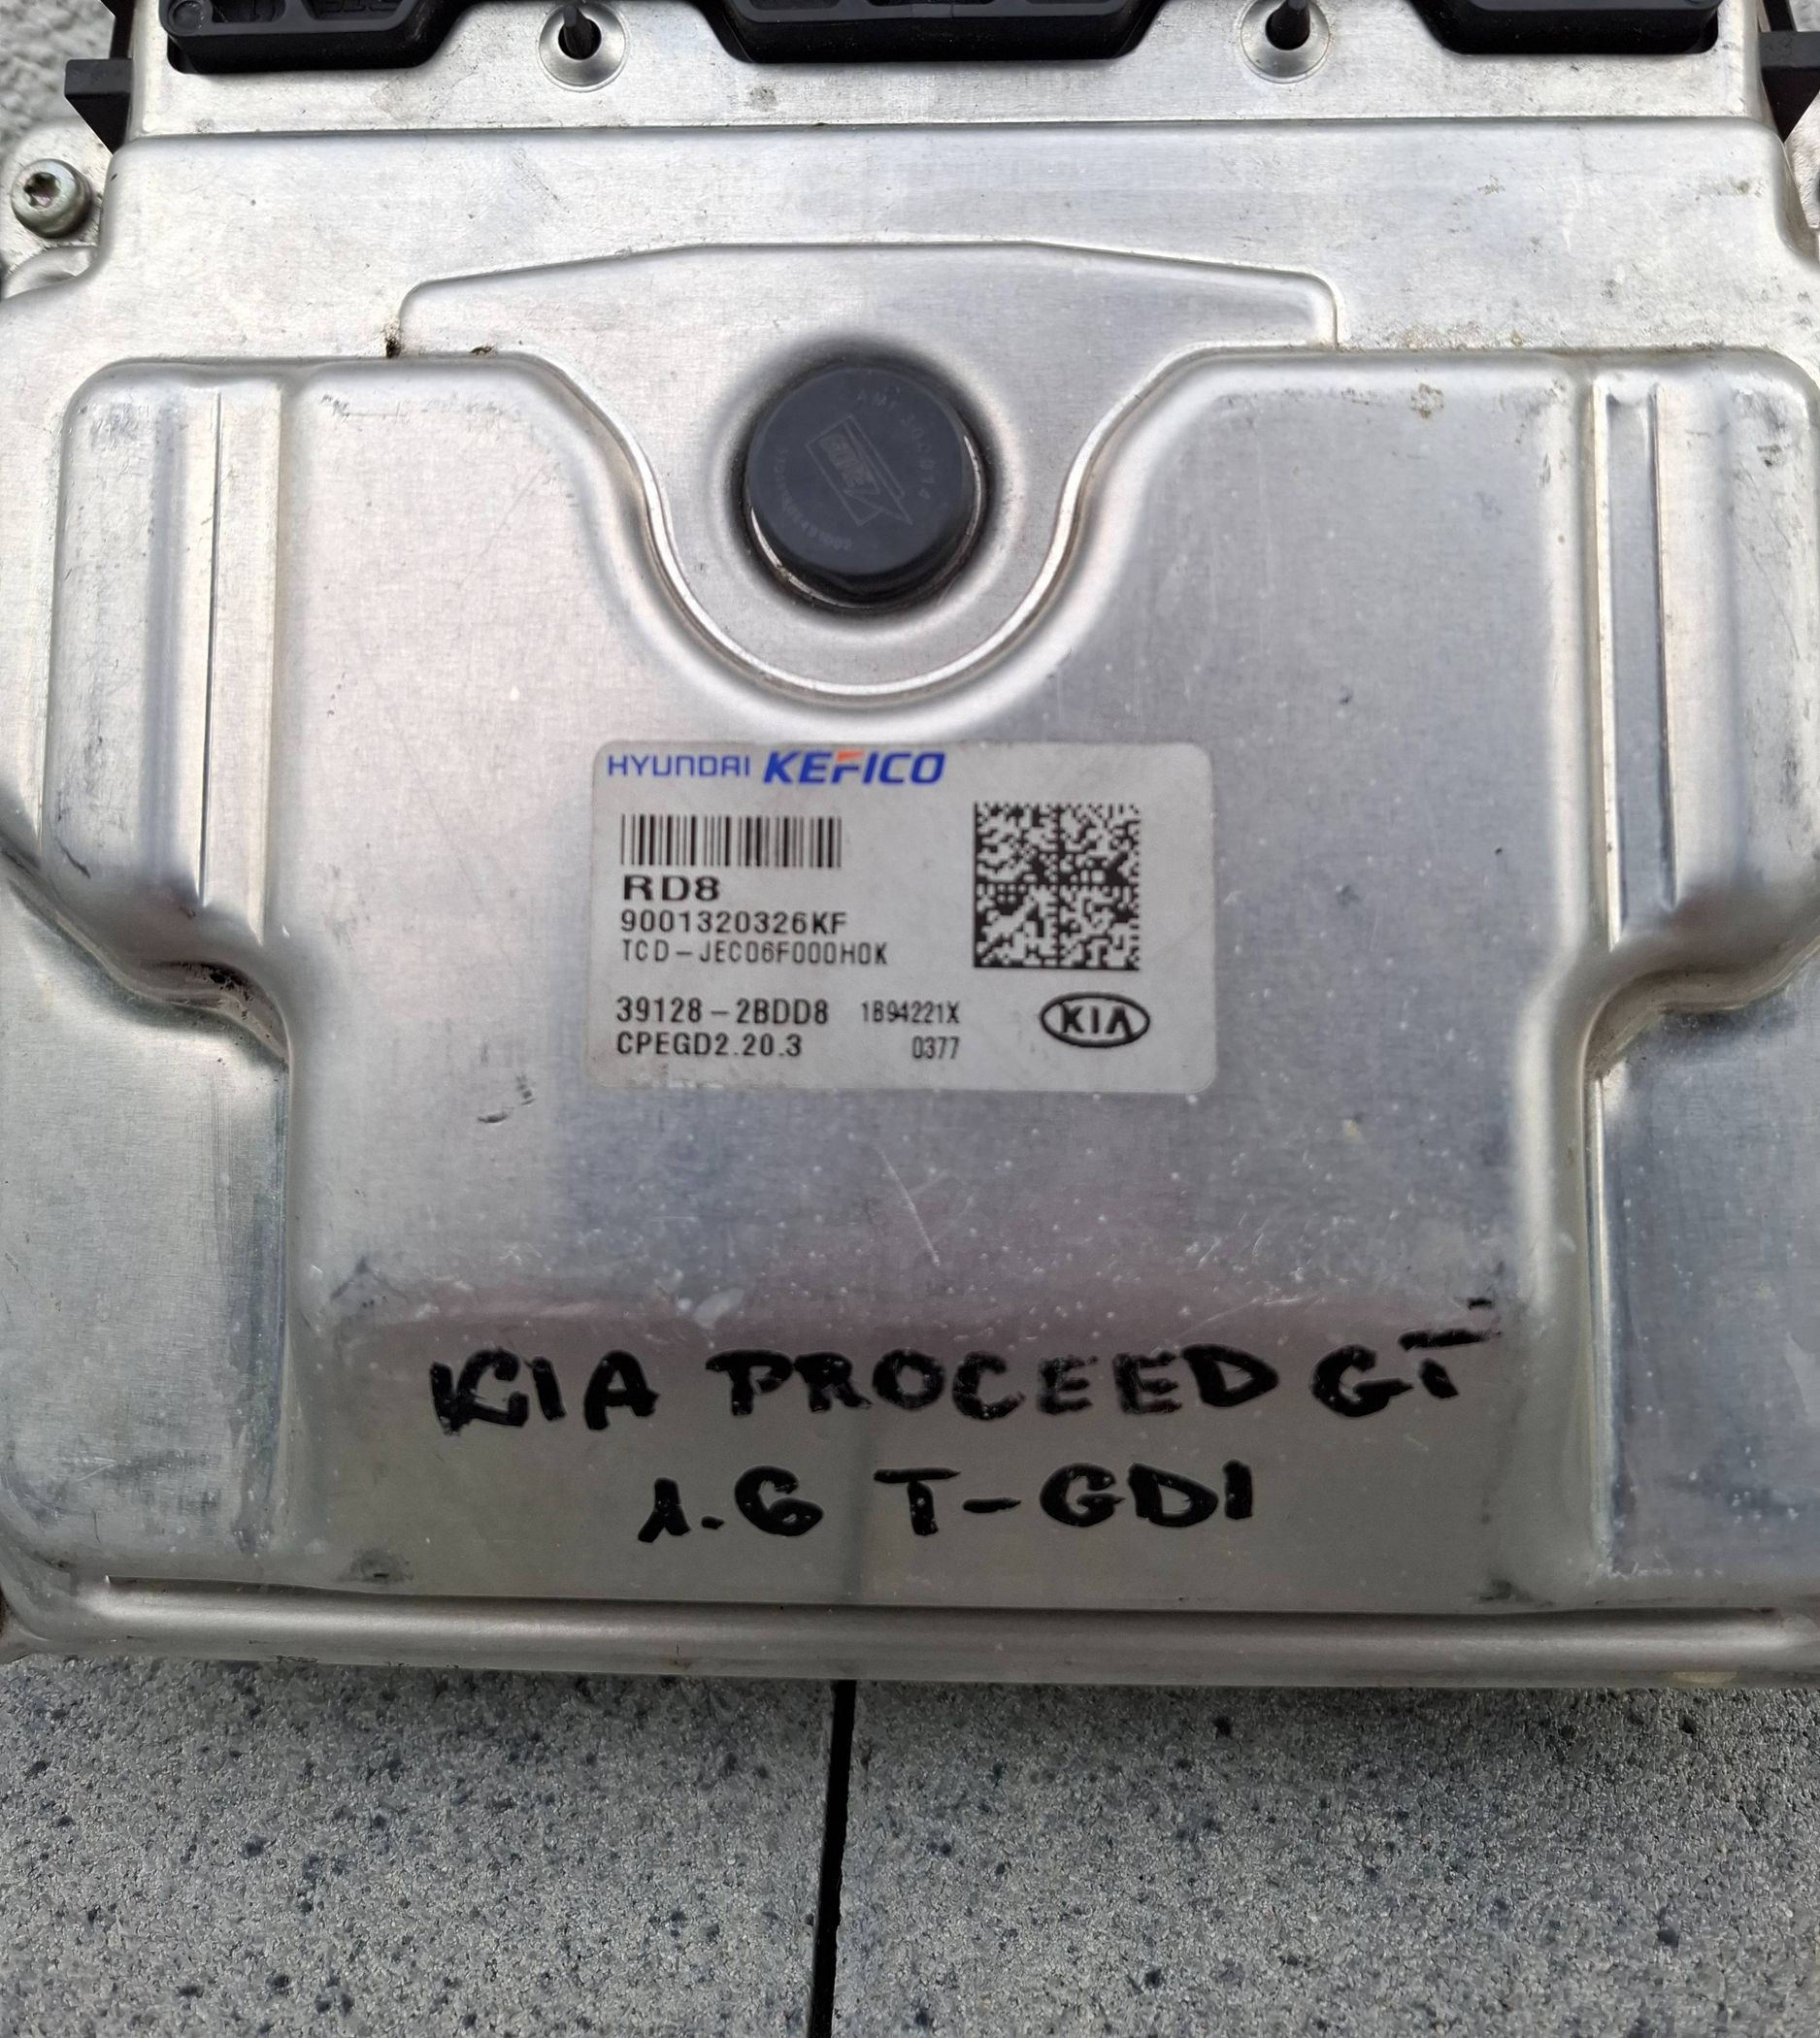 HYUNDAI KEFICO
RD8
9001320326KF
TCD-JEC06F000H0K
39128-2BDD8 1B94221X
CPEGD2.20.3 0377
KIA
KIA PROCEED GT
1.6 T-GDI